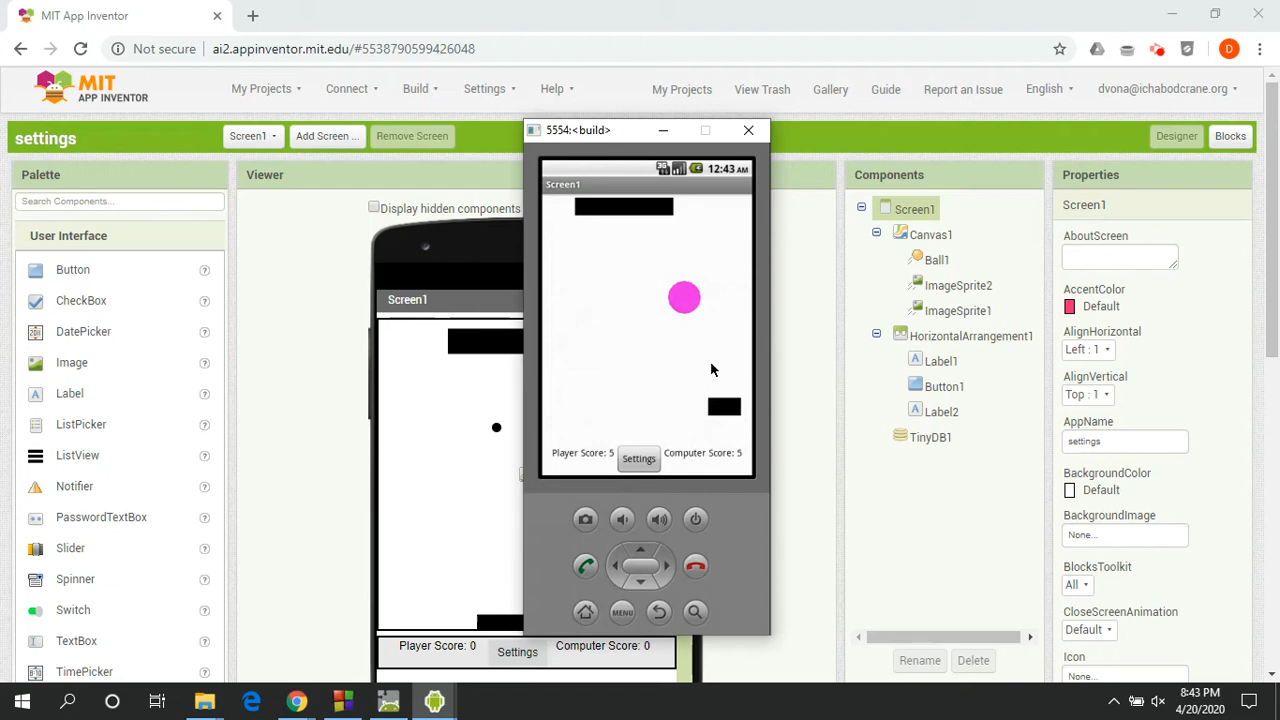 MIT App Inventor
Not secure ai2.appinventor.mit.edu/#5538790599426048
D
MIT
APP INVENTOR
My Projects Connect Build Settings Help My Projects View Trash Gallery Guide Report an Issue English dvona@ichabodcrane.org
settings Screen1 Add Screen ... Remove Screen Designer Blocks
5554:<build>
Palette Viewer Components Properties
Search Components...
Display hidden components
User Interface
Button
CheckBox
DatePicker
Image
Label
ListPicker
ListView
Notifier
PasswordTextBox
Slider
Spinner
Switch
TextBox
TimePicker
? ? ? ? ? ? ? ? ? ? ? ? ? ?
Screen1
Player Score: 0 Settings Computer Score: 0
3G 12:43 AM
Screen1
Player Score: 5 Settings Computer Score: 5
MENU
Screen1
Canvas1
Ball1
ImageSprite2
ImageSprite1
HorizontalArrangement1
A Label1
Button1
A Label2
TinyDB1
Rename Delete
Screen1
AboutScreen
AccentColor
Default
AlignHorizontal
Left : 1
AlignVertical
Top : 1
AppName
settings
BackgroundColor
Default
BackgroundImage
None...
BlocksToolkit
All
CloseScreenAnimation
Default
Icon
None...
8:43 PM
4/20/2020